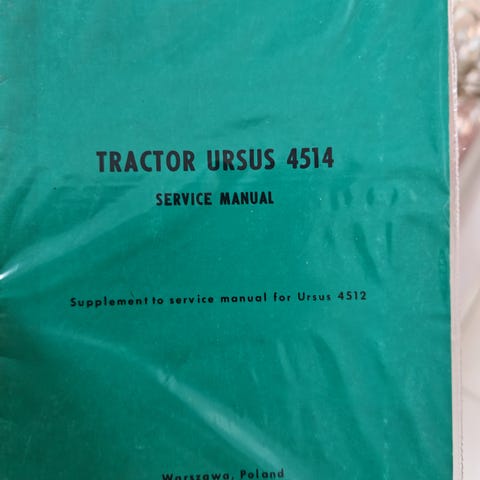 TRACTOR URSUS 4514
SERVICE MANUAL
Supplement to service manual for Ursus 4512
Warszawa, Poland